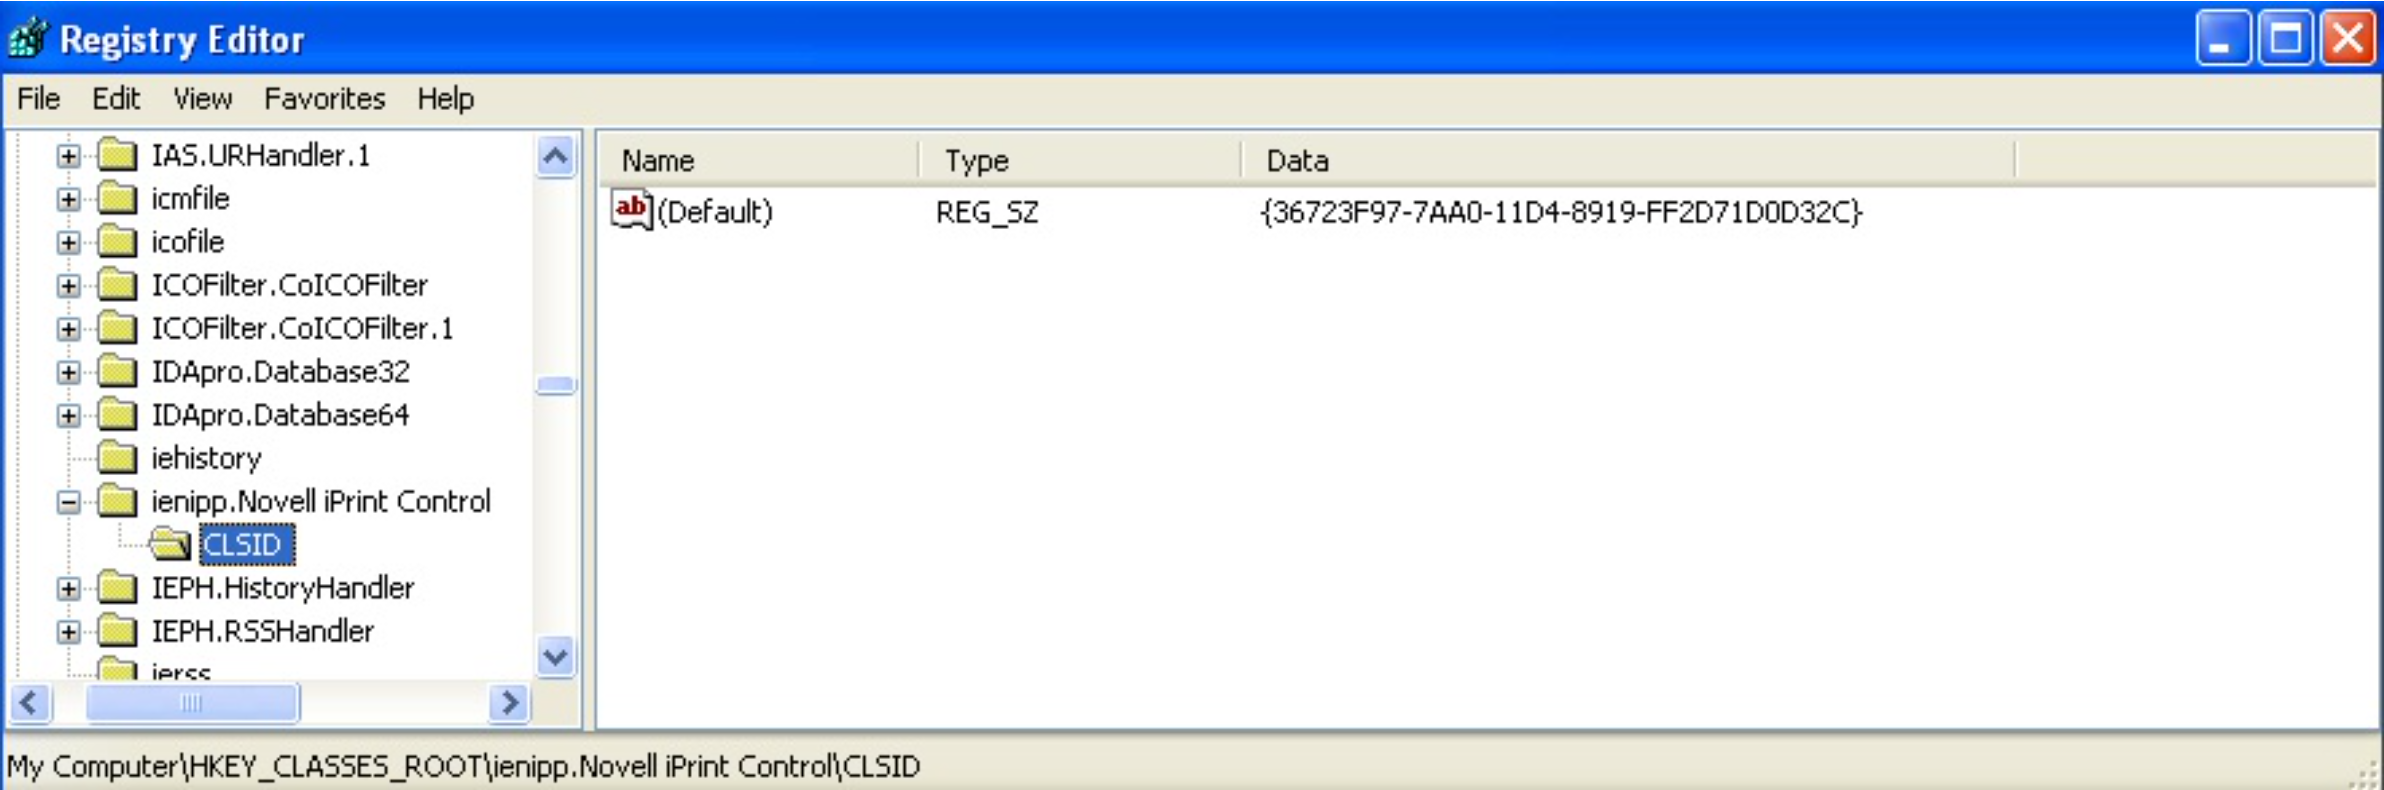 Registry Editor
File Edit View Favorites Help
IAS.URHandler.1
icmfile
icofile
ICOFilter.CoICOFilter
ICOFilter.CoICOFilter.1
IDApro.Database32
IDApro.Database64
iehistory
ienipp.Novell iPrint Control
CLSID
IEPH.HistoryHandler
IEPH.RSSHandler
ierss
Name Type Data
ab (Default) REG_SZ {36723F97-7AA0-11D4-8919-FF2D71D0D32C}
My Computer\HKEY_CLASSES_ROOT\ienipp.Novell iPrint Control\CLSID